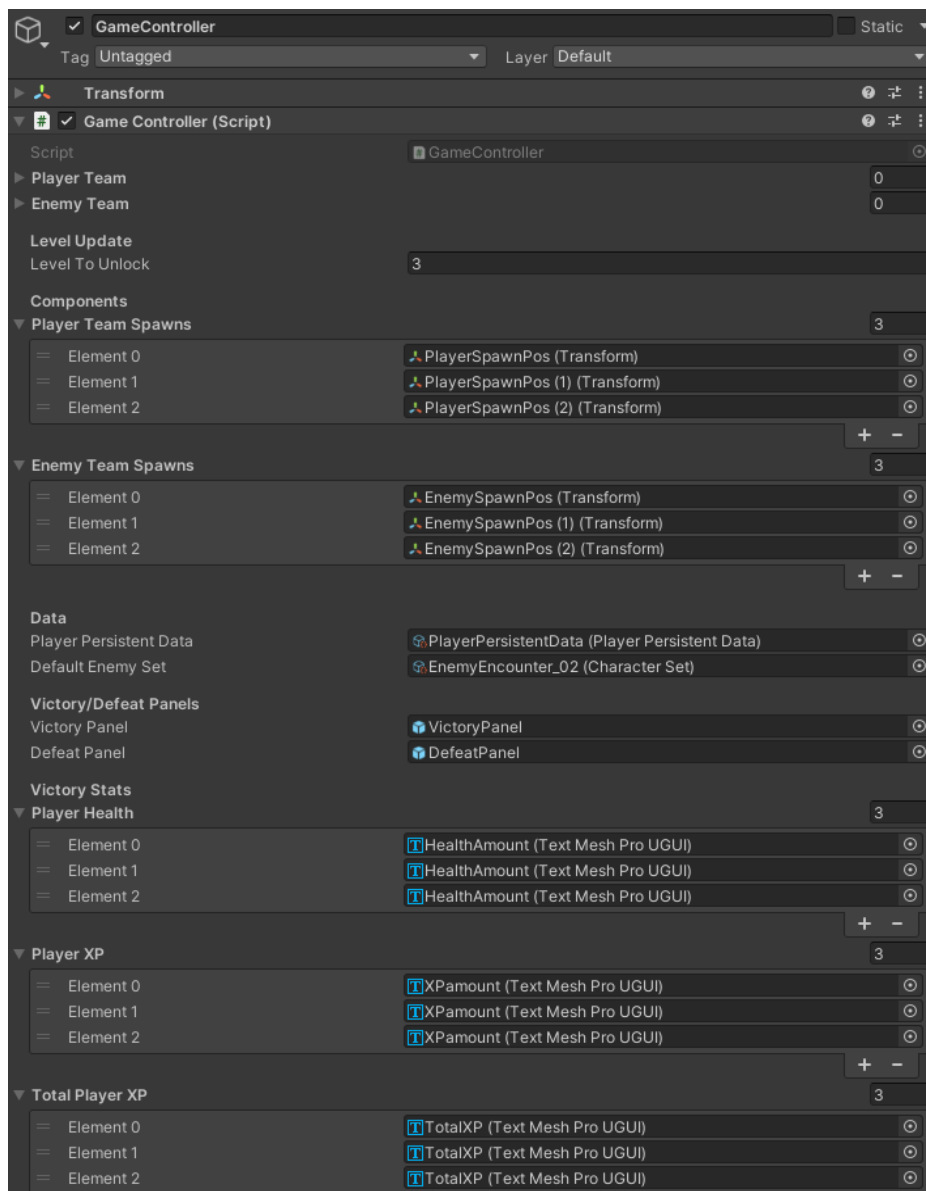 GameController Static
Tag Untagged Layer Default
Transform
# Game Controller (Script)
Script GameController
Player Team 0
Enemy Team 0
Level Update
Level To Unlock 3
Components
Player Team Spawns 3
Element 0 PlayerSpawnPos (Transform)
Element 1 PlayerSpawnPos (1) (Transform)
Element 2 PlayerSpawnPos (2) (Transform)
+ -
Enemy Team Spawns 3
Element 0 EnemySpawnPos (Transform)
Element 1 EnemySpawnPos (1) (Transform)
Element 2 EnemySpawnPos (2) (Transform)
+ -
Data
Player Persistent Data PlayerPersistentData (Player Persistent Data)
Default Enemy Set EnemyEncounter_02 (Character Set)
Victory/Defeat Panels
Victory Panel VictoryPanel
Defeat Panel DefeatPanel
Victory Stats
Player Health 3
Element 0 HealthAmount (Text Mesh Pro UGUI)
Element 1 HealthAmount (Text Mesh Pro UGUI)
Element 2 HealthAmount (Text Mesh Pro UGUI)
+ -
Player XP 3
Element 0 XPamount (Text Mesh Pro UGUI)
Element 1 XPamount (Text Mesh Pro UGUI)
Element 2 XPamount (Text Mesh Pro UGUI)
+ -
Total Player XP 3
Element 0 TotalXP (Text Mesh Pro UGUI)
Element 1 TotalXP (Text Mesh Pro UGUI)
Element 2 TotalXP (Text Mesh Pro UGUI)